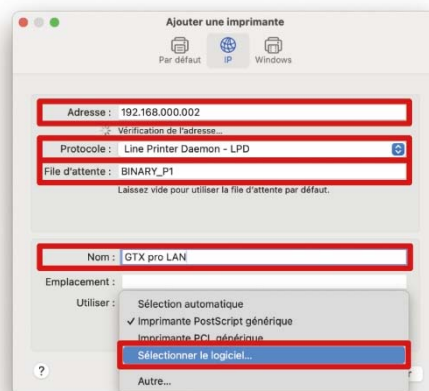 Ajouter une imprimante
Par défaut IP Windows
Adresse : 192.168.000.002
Vérification de l'adresse...
Protocole : Line Printer Daemon - LPD
File d'attente : BINARY_P1
Laissez vide pour utiliser la file d'attente par défaut.
Nom : GTX pro LAN
Emplacement :
Utiliser : Sélection automatique
✓ Imprimante PostScript générique
Imprimante PCL générique
Sélectionner le logiciel...
Autre...
?